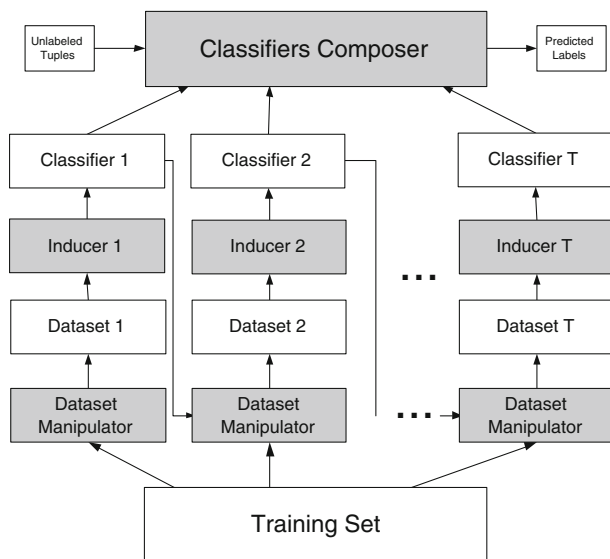 Unlabeled
Tuples
Classifiers Composer
Predicted
Labels
Classifier 1
Classifier 2
Classifier T
Inducer 1
Inducer 2
Inducer T
...
Dataset 1
Dataset 2
Dataset T
Dataset
Manipulator
Dataset
Manipulator
...
Dataset
Manipulator
Training Set